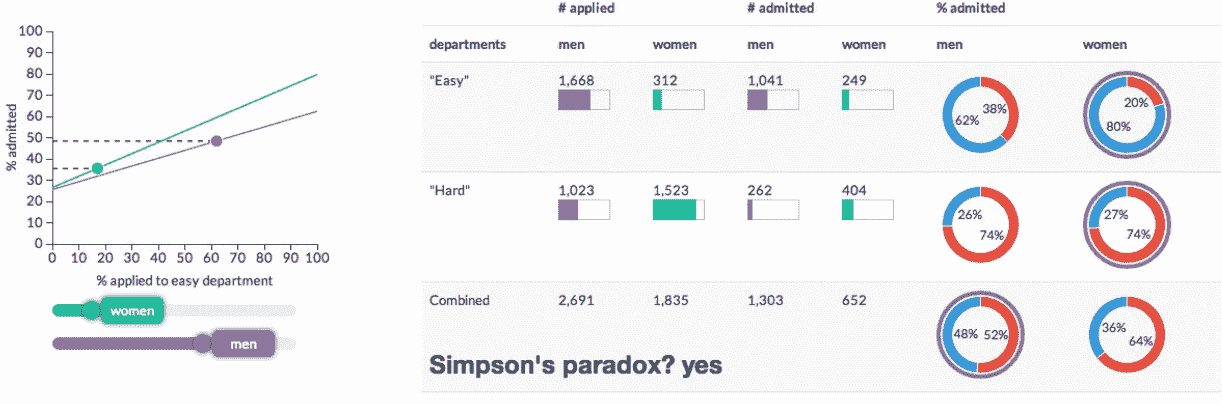 100
90
80
70
60
50
40
30
20
10
0
% admitted
0 10 20 30 40 50 60 70 80 90 100
% applied to easy department
women
men
# applied # admitted % admitted
departments men women men women men women
"Easy" 1,668 312 1,041 249
62% 38% 80% 20%
"Hard" 1,023 1,523 262 404
26% 74% 27% 74%
Combined 2,691 1,835 1,303 652
48% 52% 36% 64%
Simpson's paradox? yes